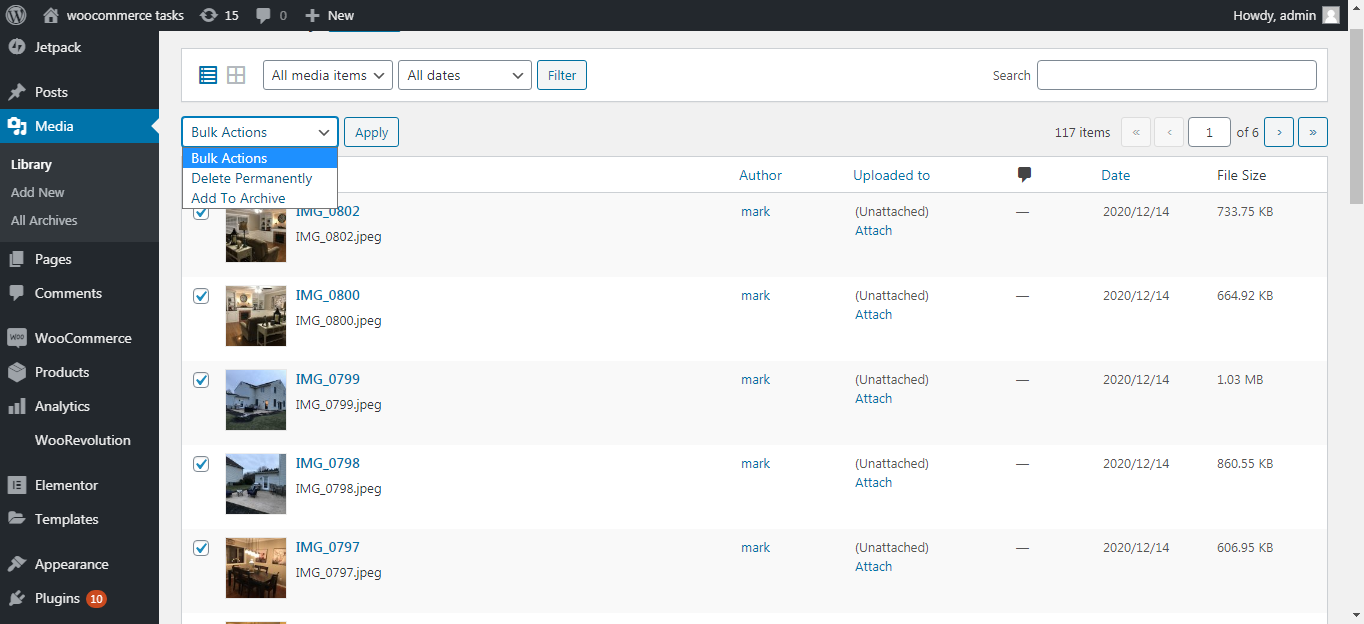 woocommerce tasks 15 0 New Howdy, admin
Jetpack
Posts
Media
Library
Add New
All Archives
Pages
Comments
WooCommerce
Products
Analytics
WooRevolution
Elementor
Templates
Appearance
Plugins 10
All media items All dates Filter Search
Bulk Actions Apply 117 items « ‹ 1 of 6 › »
Bulk Actions
Delete Permanently
Add To Archive
Author Uploaded to Date File Size
IMG_0802 mark (Unattached) — 2020/12/14 733.75 KB
Attach
IMG_0802.jpeg
IMG_0800 mark (Unattached) — 2020/12/14 664.92 KB
Attach
IMG_0800.jpeg
IMG_0799 mark (Unattached) — 2020/12/14 1.03 MB
Attach
IMG_0799.jpeg
IMG_0798 mark (Unattached) — 2020/12/14 860.55 KB
Attach
IMG_0798.jpeg
IMG_0797 mark (Unattached) — 2020/12/14 606.95 KB
Attach
IMG_0797.jpeg